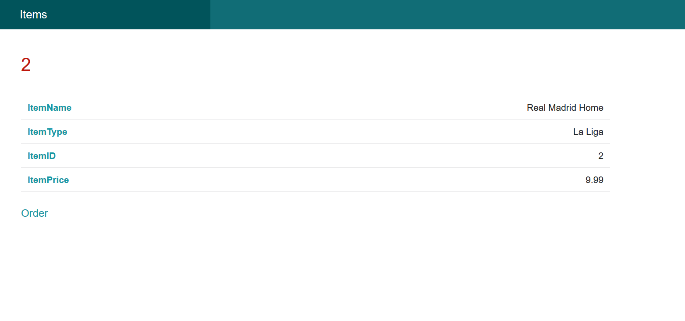 Items
2
ItemName Real Madrid Home
ItemType La Liga
ItemID 2
ItemPrice 9.99
Order